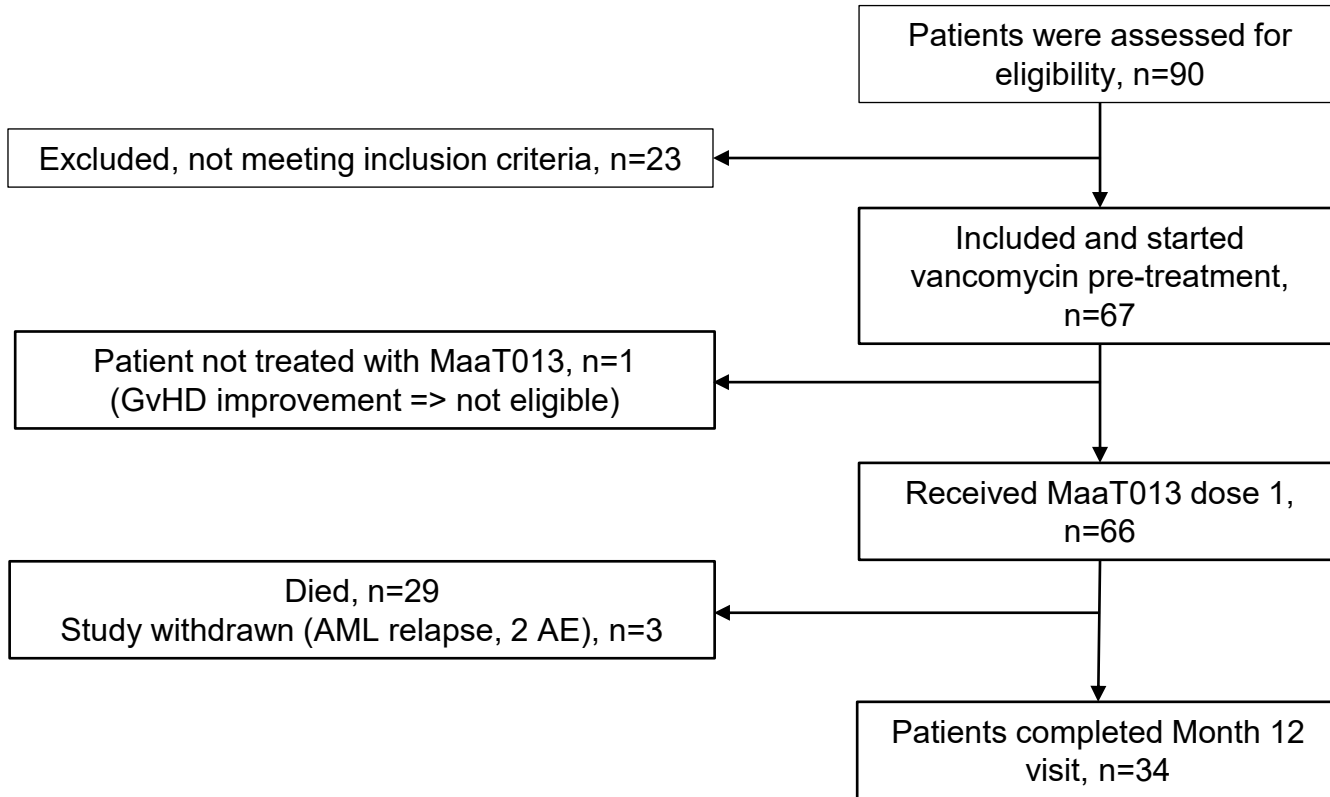 Patients were assessed for
eligibility, n=90
Excluded, not meeting inclusion criteria, n=23
Included and started
vancomycin pre-treatment,
n=67
Patient not treated with MaaT013, n=1
(GvHD improvement => not eligible)
Received MaaT013 dose 1,
n=66
Died, n=29
Study withdrawn (AML relapse, 2 AE), n=3
Patients completed Month 12
visit, n=34